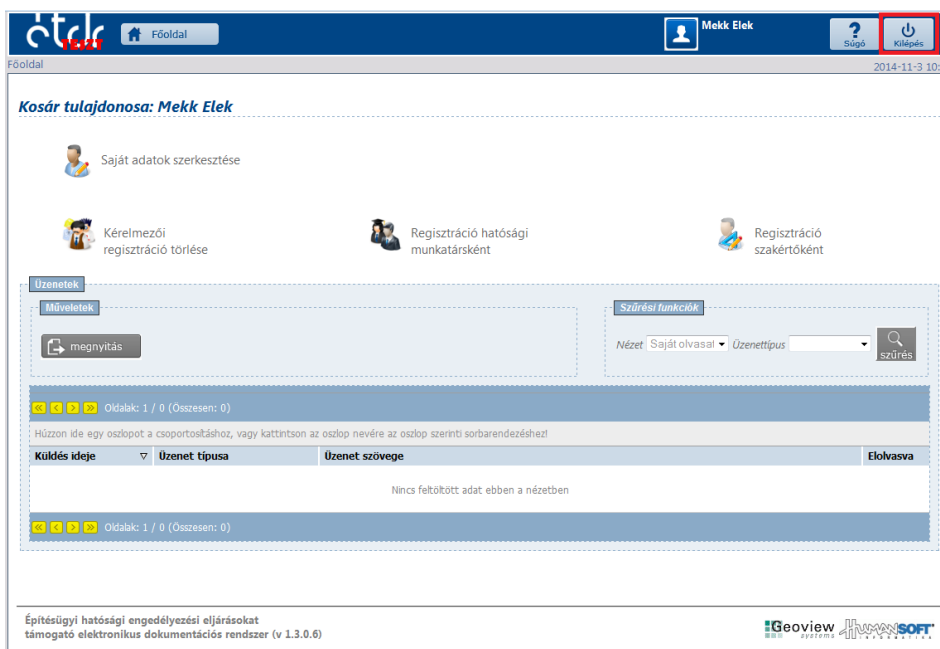 étdr
TESZT
Főoldal
Mekk Elek
?
Súgó
Kilépés
Főoldal
2014-11-3 10:
Kosár tulajdonosa: Mekk Elek
Saját adatok szerkesztése
Kérelmezői
regisztráció törlése
Regisztráció hatósági
munkatársként
Regisztráció
szakértőként
Üzenetek
Műveletek
Szűrési funkciók
megnyitás
Nézet Saját olvasat Üzenettípus
szűrés
Oldalak: 1 / 0 (Összesen: 0)
Húzzon ide egy oszlopot a csoportosításhoz, vagy kattintson az oszlop nevére az oszlop szerinti sorbarendezéshez!
Küldés ideje Üzenet típusa Üzenet szövege Elolvasva
Nincs feltöltött adat ebben a nézetben
Oldalak: 1 / 0 (Összesen: 0)
Építésügyi hatósági engedélyezési eljárásokat
támogató elektronikus dokumentációs rendszer (v 1.3.0.6)
Geoview
systems
HUMANSOFT
INFORMATIKA